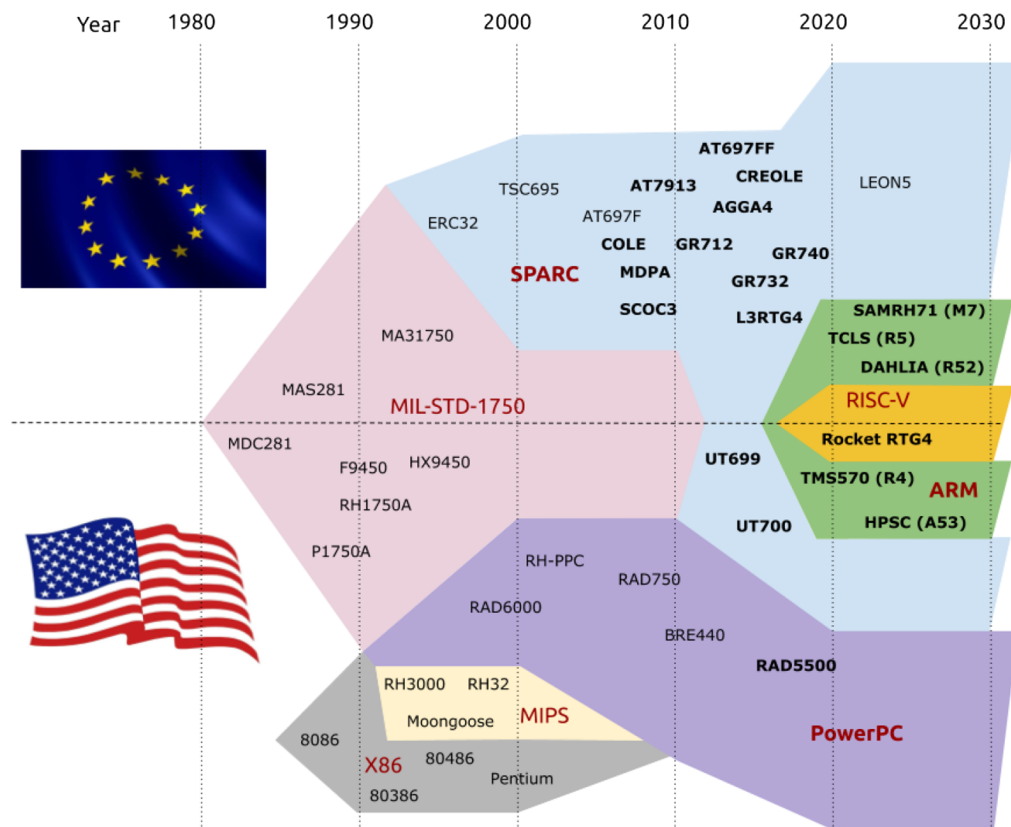 Year 1980 1990 2000 2010 2020 2030
AT697FF
CREOLE
TSC695 AT7913 LEON5
AGGA4
ERC32 AT697F
COLE GR712
GR740
SPARC MDPA
GR732
SCOC3 L3RTG4 SAMRH71 (M7)
MA31750 TCLS (R5)
DAHLIA (R52)
MAS281
MIL-STD-1750 RISC-V
MDC281 Rocket RTG4
F9450 HX9450 UT699
TMS570 (R4)
RH1750A ARM
UT700 HPSC (A53)
P1750A
RH-PPC
RAD750
RAD6000
BRE440
RAD5500
RH3000 RH32
Moongoose MIPS
8086 PowerPC
X86 80486
Pentium
80386